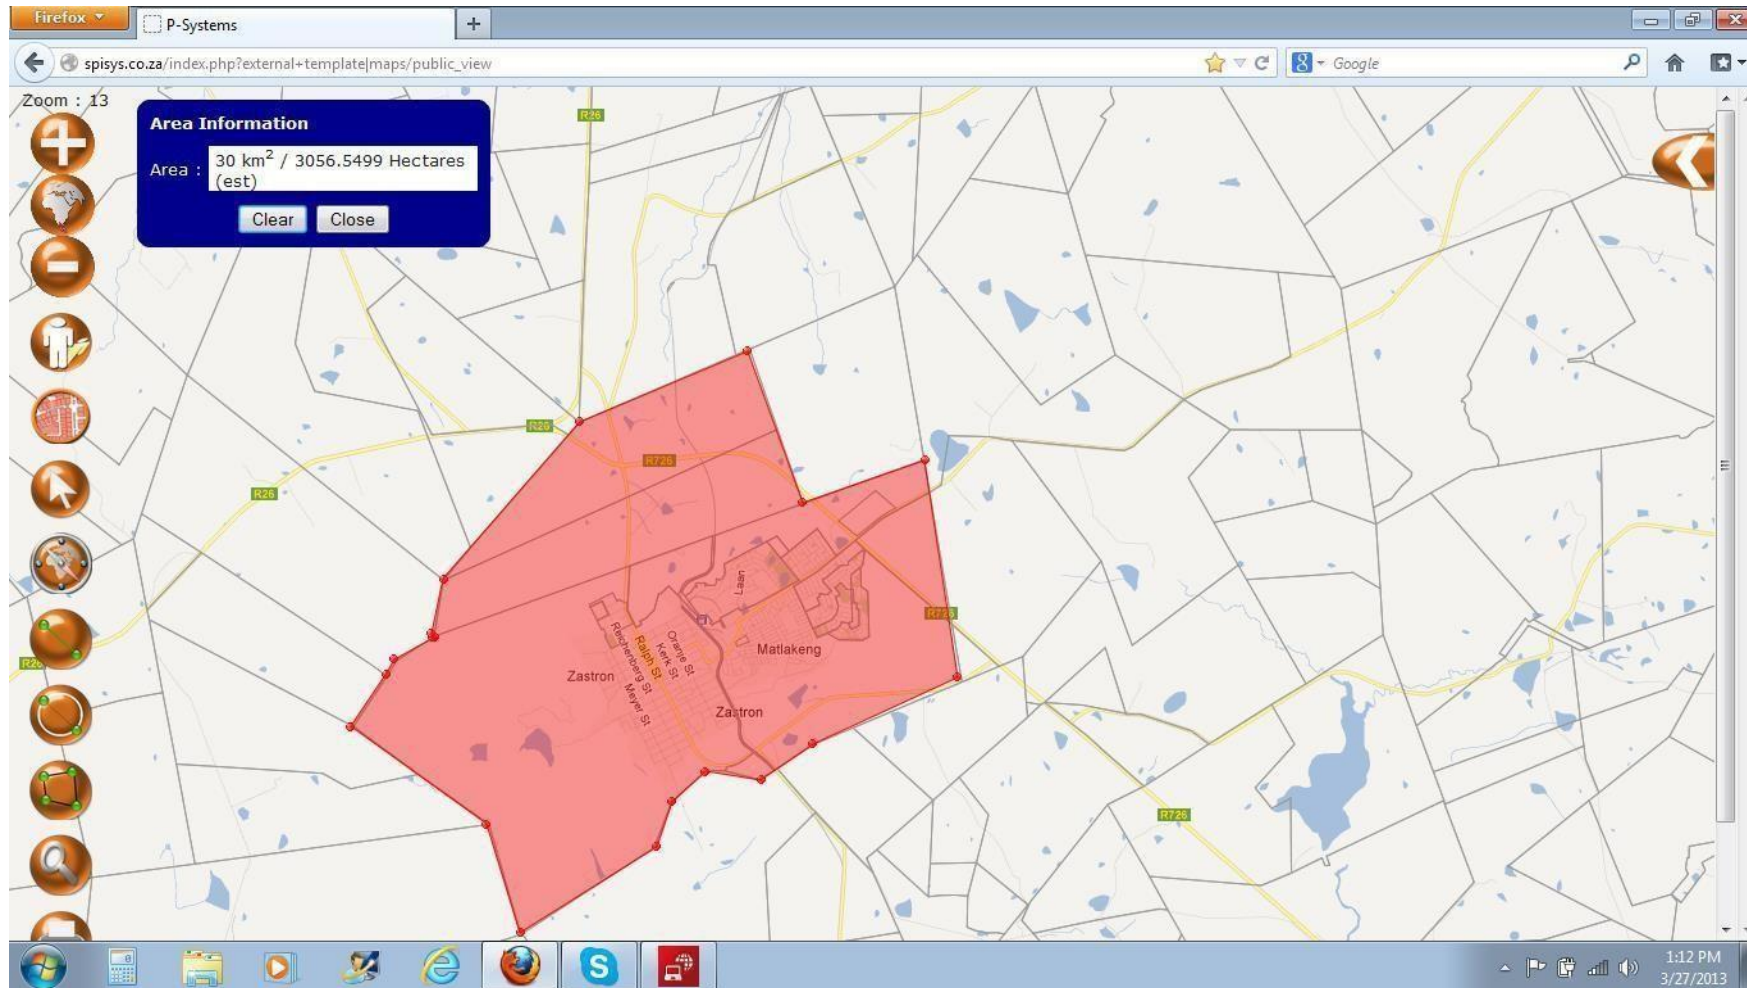 Firefox
P-Systems
spisys.co.za/index.php?external+template|maps/public_view
Google
Zoom : 13
Area Information
Area : 30 km² / 3056.5499 Hectares
(est)
Clear Close
R26
R26
R726
R26
Laan
R726
Reichenberg St
Ralph St
Oranje St
Kerk St
Meyer St
Matlakeng
R26
Zastron
Zastron
R726
1:12 PM
3/27/2013